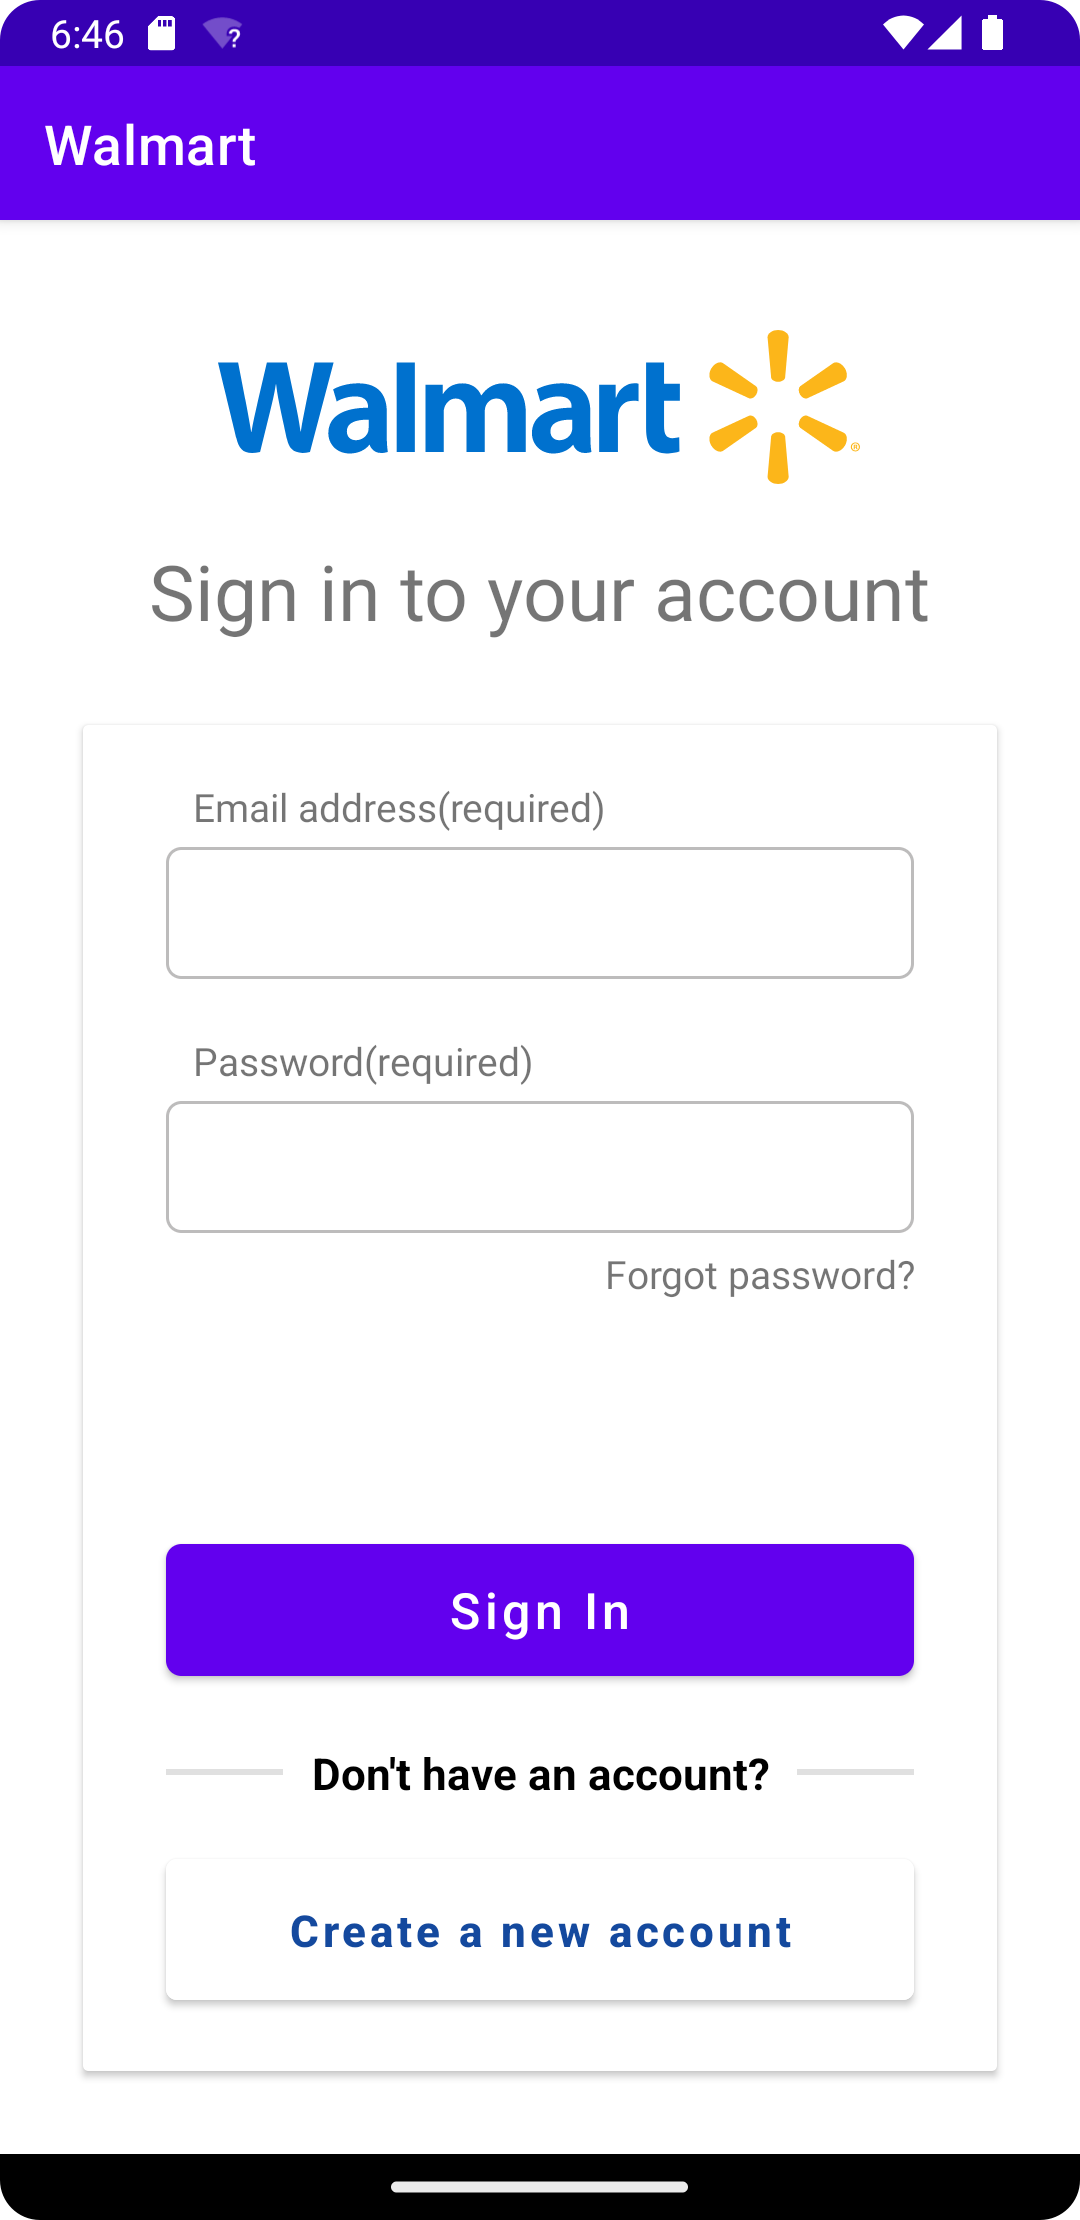 6:46
Walmart
Walmart
Sign in to your account
Email address(required)
Password(required)
Forgot password?
Sign In
Don't have an account?
Create a new account